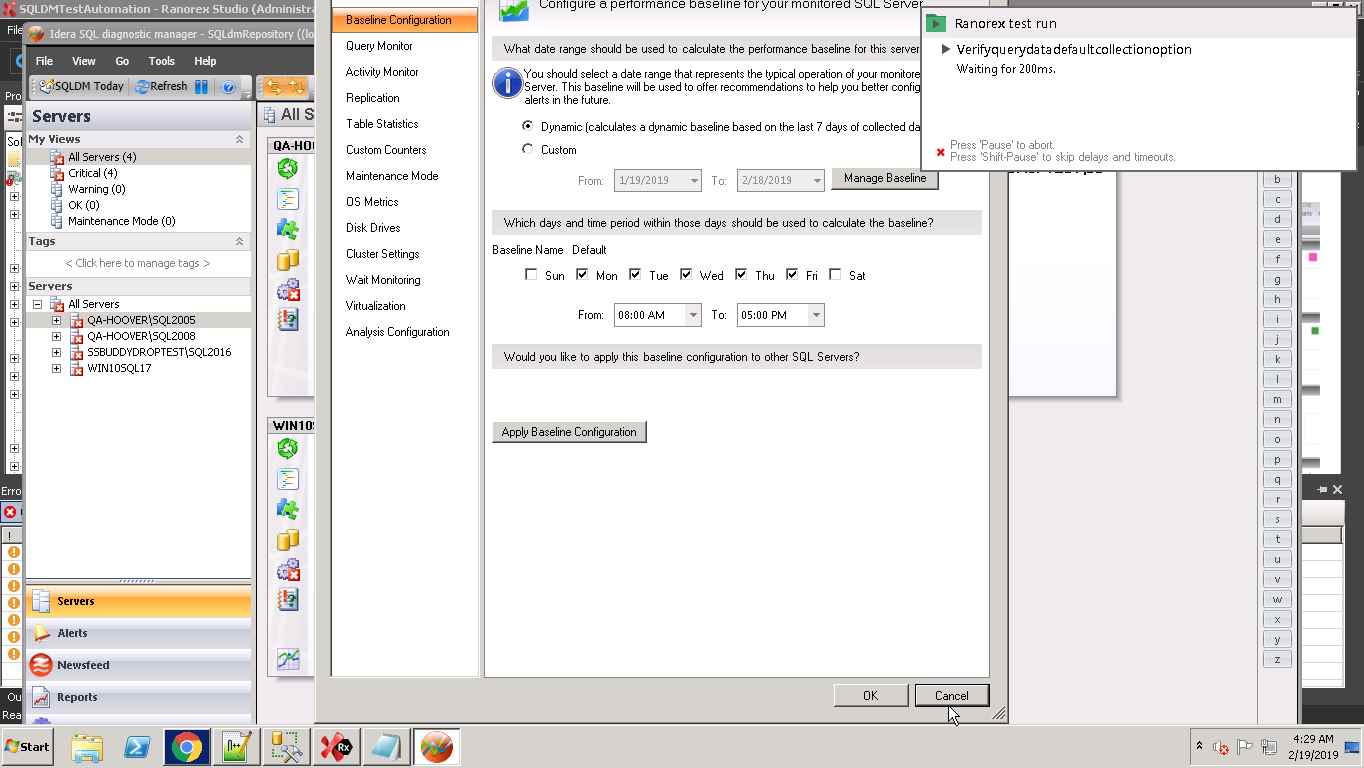 SQLDMTestAutomation - Ranorex Studio (Administra
Idera SQL diagnostic manager - SQLdmRepository ((lo
File View Go Tools Help
SQLDM Today Refresh
Servers
My Views
All Servers (4)
Critical (4)
Warning (0)
OK (0)
Maintenance Mode (0)
Tags
< Click here to manage tags >
Servers
All Servers
QA-HOOVER\SQL2005
QA-HOOVER\SQL2008
SSBUDDYDROPTEST\SQL2016
WIN10SQL17
Servers
Alerts
Newsfeed
Reports
All S
QA-HOO
WIN10S
Baseline Configuration
Query Monitor
Activity Monitor
Replication
Table Statistics
Custom Counters
Maintenance Mode
OS Metrics
Disk Drives
Cluster Settings
Wait Monitoring
Virtualization
Analysis Configuration
Configure a performance baseline for your monitored SQL Server
What date range should be used to calculate the performance baseline for this server
You should select a date range that represents the typical operation of your monitore
Server. This baseline will be used to offer recommendations to help you better config
alerts in the future.
Dynamic (calculates a dynamic baseline based on the last 7 days of collected da
Custom
From: 1/19/2019 To: 2/18/2019 Manage Baseline
Which days and time period within those days should be used to calculate the baseline?
Baseline Name Default
Sun Mon Tue Wed Thu Fri Sat
From: 08:00 AM To: 05:00 PM
Would you like to apply this baseline configuration to other SQL Servers?
Apply Baseline Configuration
OK Cancel
Ranorex test run
Verifyquerydatadefaultcollectionoption
Waiting for 200ms.
Press 'Pause' to abort.
Press 'Shift-Pause' to skip delays and timeouts.
b
c
d
e
f
g
h
i
j
k
l
m
n
o
p
q
r
s
t
u
v
w
x
y
z
Start
4:29 AM
2/19/2019